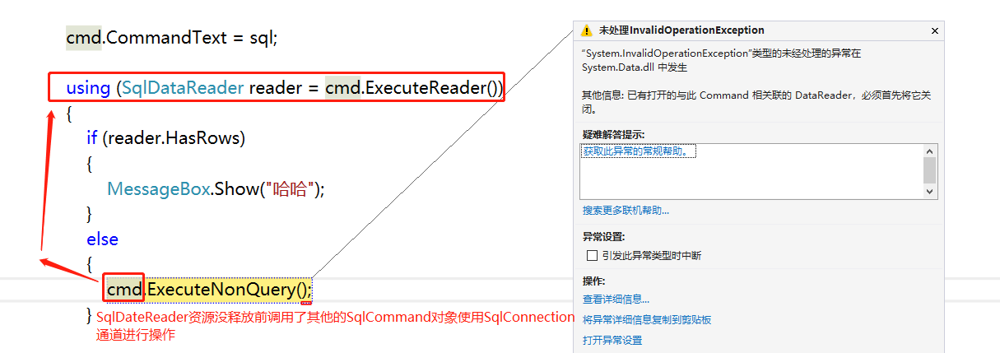 cmd.CommandText = sql;
using (SqlDataReader reader = cmd.ExecuteReader())
{
if (reader.HasRows)
{
MessageBox.Show("哈哈");
}
else
{
cmd.ExecuteNonQuery();
}
SqlDateReader资源没释放前调用了其他的SqlCommand对象使用SqlConnection
通道进行操作
未处理InvalidOperationException
“System.InvalidOperationException”类型的未经处理的异常在
System.Data.dll 中发生
其他信息: 已有打开的与此 Command 相关联的 DataReader，必须首先将它关
闭。
疑难解答提示:
获取此异常的常规帮助。
搜索更多联机帮助...
异常设置:
引发此异常类型时中断
操作:
查看详细信息...
将异常详细信息复制到剪贴板
打开异常设置